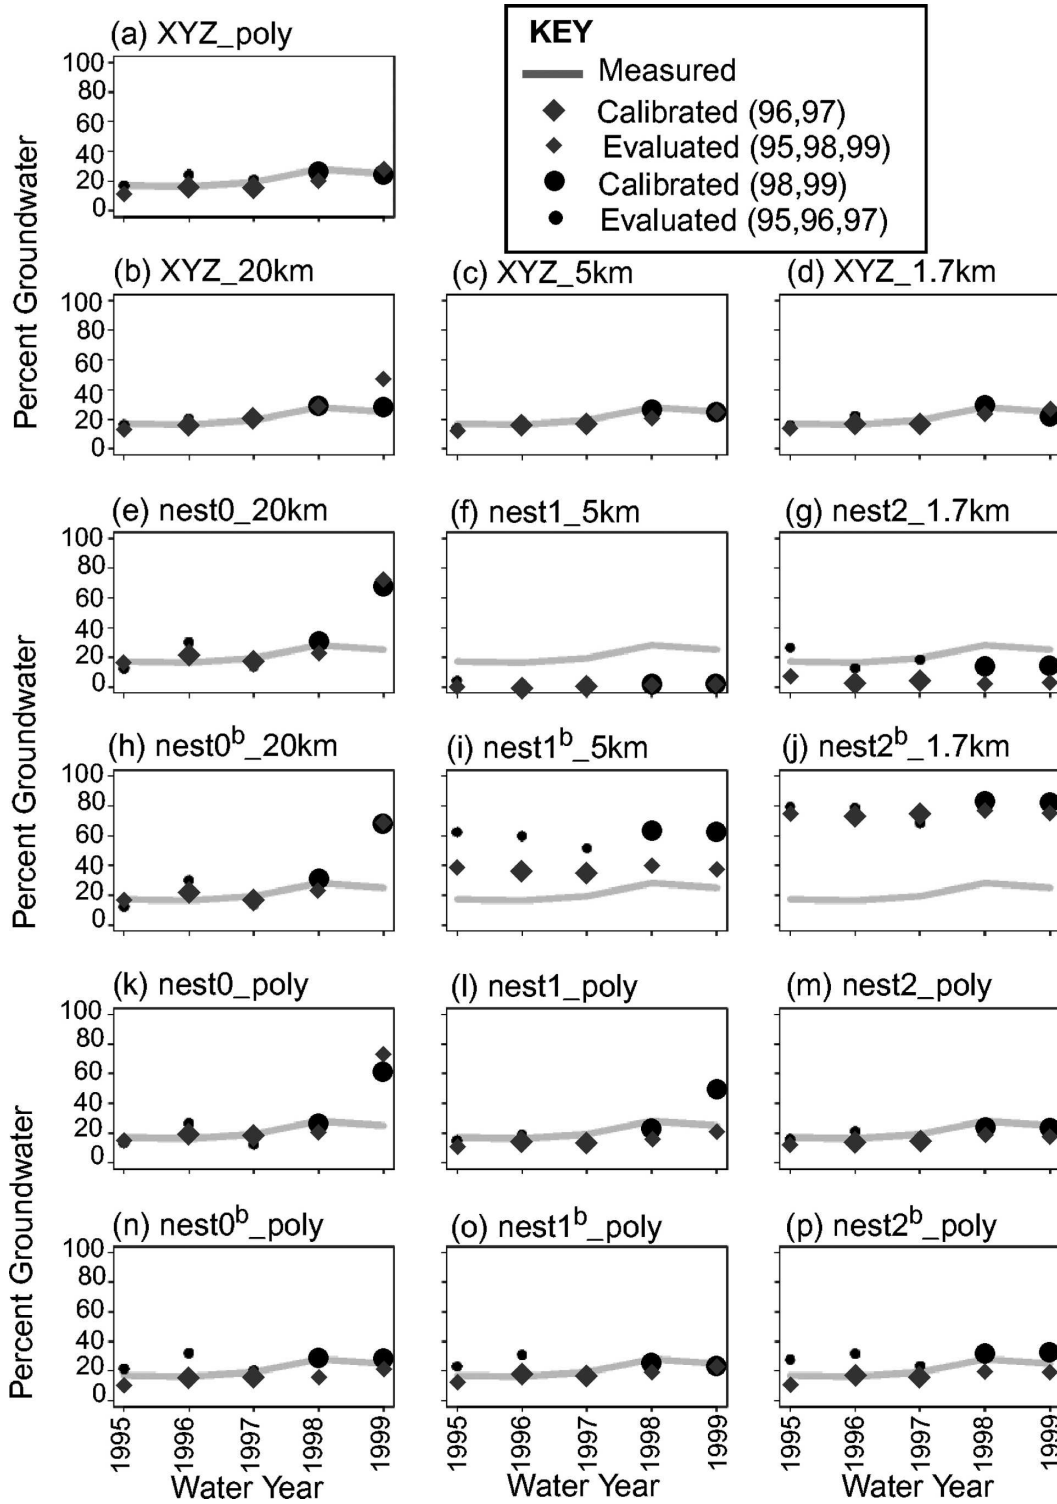 (a) XYZ_poly
KEY
Measured
Calibrated (96,97)
Evaluated (95,98,99)
Calibrated (98,99)
Evaluated (95,96,97)
100
80
60
40
20
0
Percent Groundwater
(b) XYZ_20km
(c) XYZ_5km
(d) XYZ_1.7km
100
80
60
40
20
0
Percent Groundwater
(e) nest0_20km
(f) nest1_5km
(g) nest2_1.7km
100
80
60
40
20
0
(h) nest0ᵇ_20km
(i) nest1ᵇ_5km
(j) nest2ᵇ_1.7km
100
80
60
40
20
0
Percent Groundwater
(k) nest0_poly
(l) nest1_poly
(m) nest2_poly
100
80
60
40
20
0
(n) nest0ᵇ_poly
(o) nest1ᵇ_poly
(p) nest2ᵇ_poly
100
80
60
40
20
0
Percent Groundwater
1995 1996 1997 1998 1999
1995 1996 1997 1998 1999
1995 1996 1997 1998 1999
Water Year
Water Year
Water Year